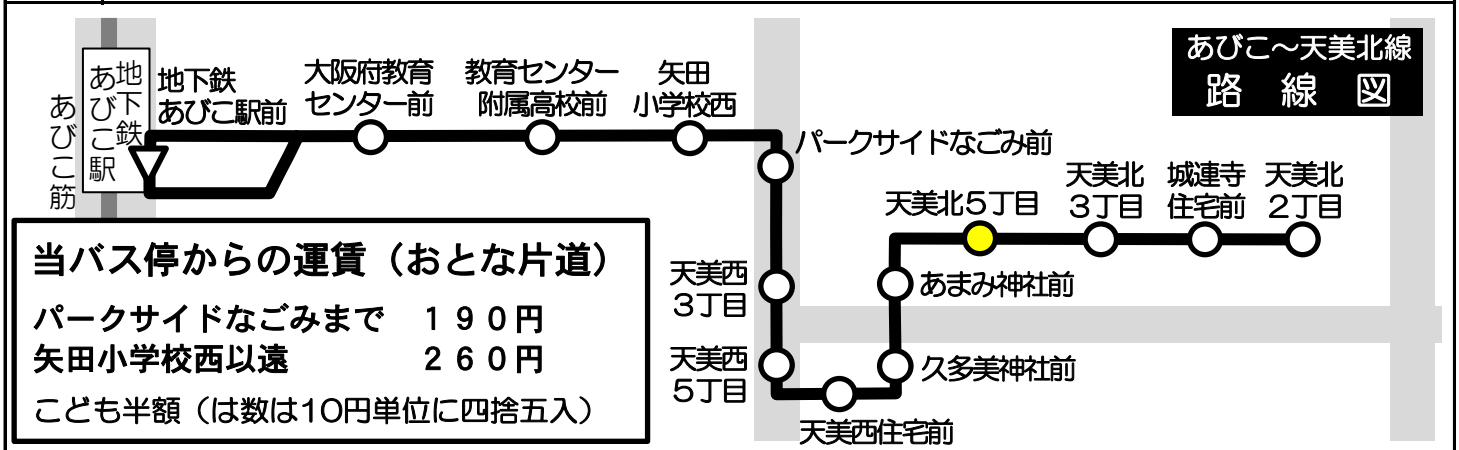 あびこ～天美北線
路線図
あびこ筋
地下鉄
あびこ駅
地下鉄
あびこ駅前
大阪府教育
センター前
教育センター
附属高校前
矢田
小学校西
パークサイドなごみ前
天美西
3丁目
天美西
5丁目
天美西住宅前
久多美神社前
あまみ神社前
天美北5丁目
天美北
3丁目
城連寺
住宅前
天美北
2丁目
当バス停からの運賃（おとな片道）
パークサイドなごみまで　１９０円
矢田小学校西以遠　２６０円
こども半額（は数は10円単位に四捨五入）